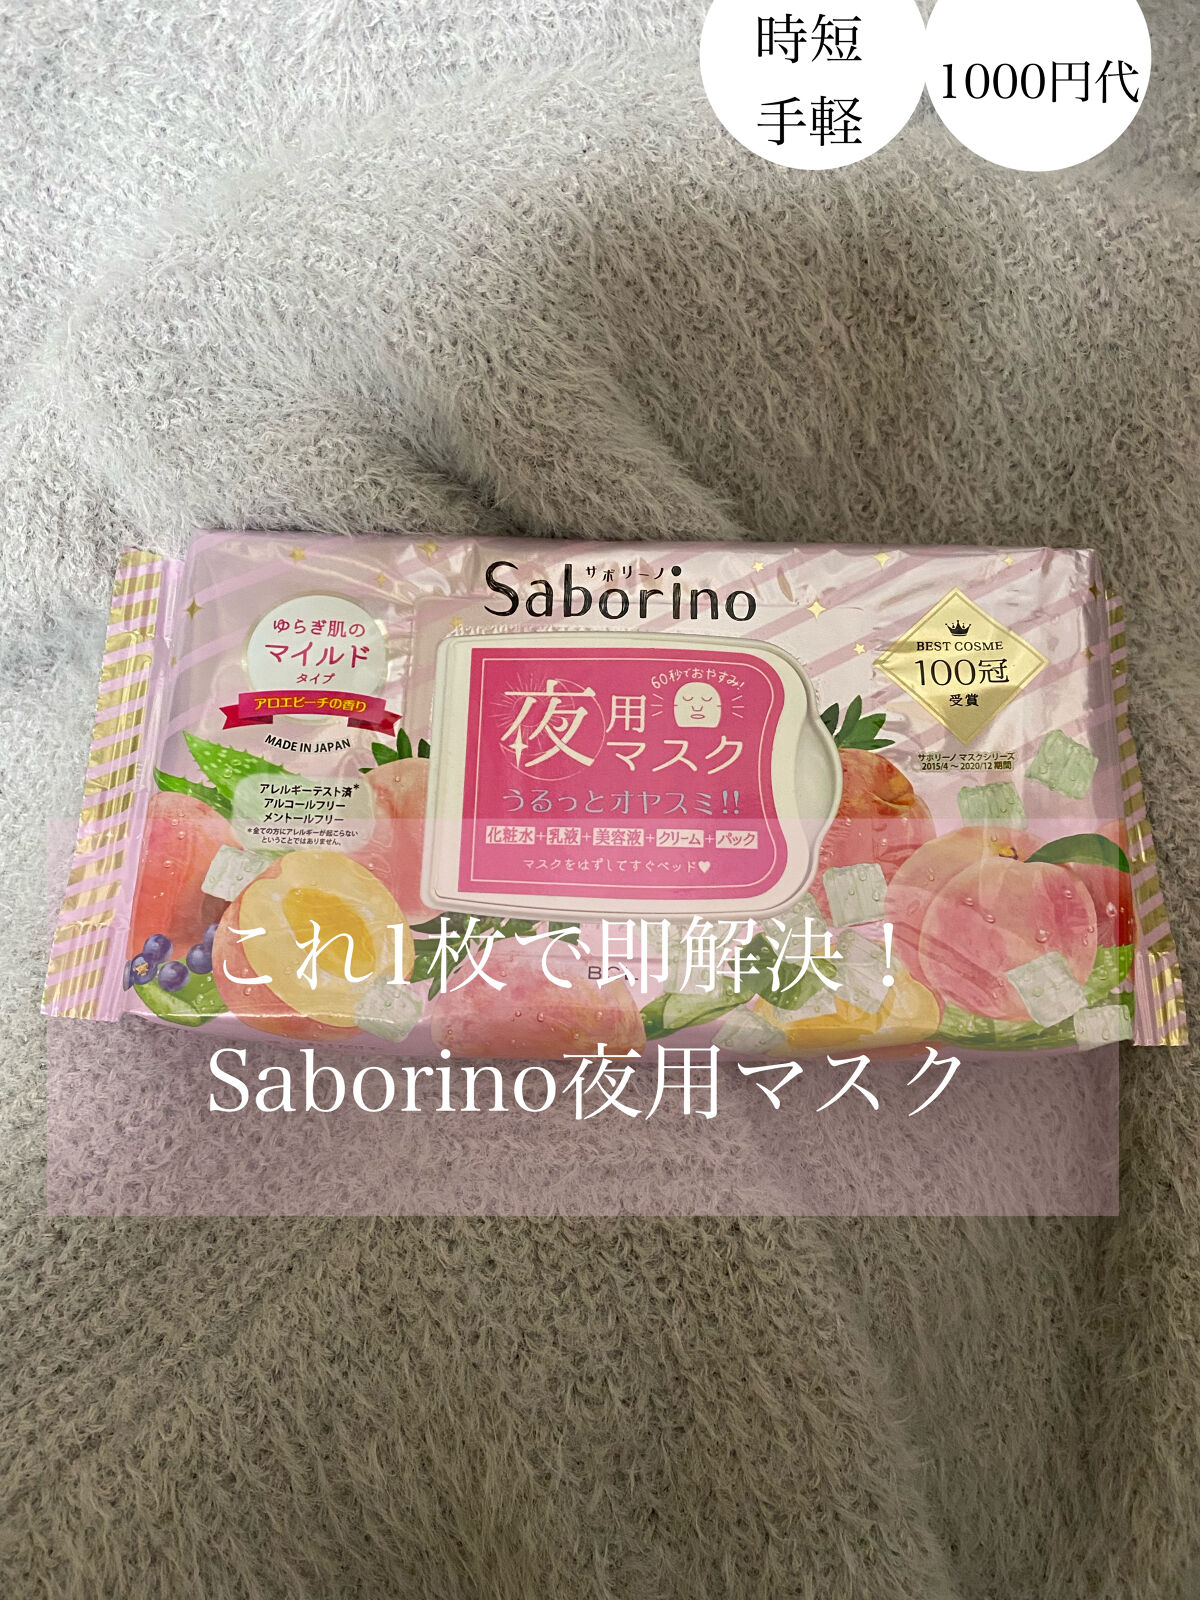 時短
手軽
1000円代
サボリーノ
Saborino
ゆらぎ肌の
マイルド
タイプ
アロエピーチの香り
MADE IN JAPAN
アレルギーテスト済*
アルコールフリー
メントールフリー
*全ての方にアレルギーが起こらない
ということではありません。
60秒でおやすみ!
夜用
マスク
うるっとオヤスミ!!
化粧水+乳液+美容液+クリーム+パック
マスクをはずしてすぐベッド♥
BEST COSME
100冠
受賞
サボリーノ マスクシリーズ
2015/4～2020/12 期間
BCL
これ1枚で即解決！
Saborino夜用マスク